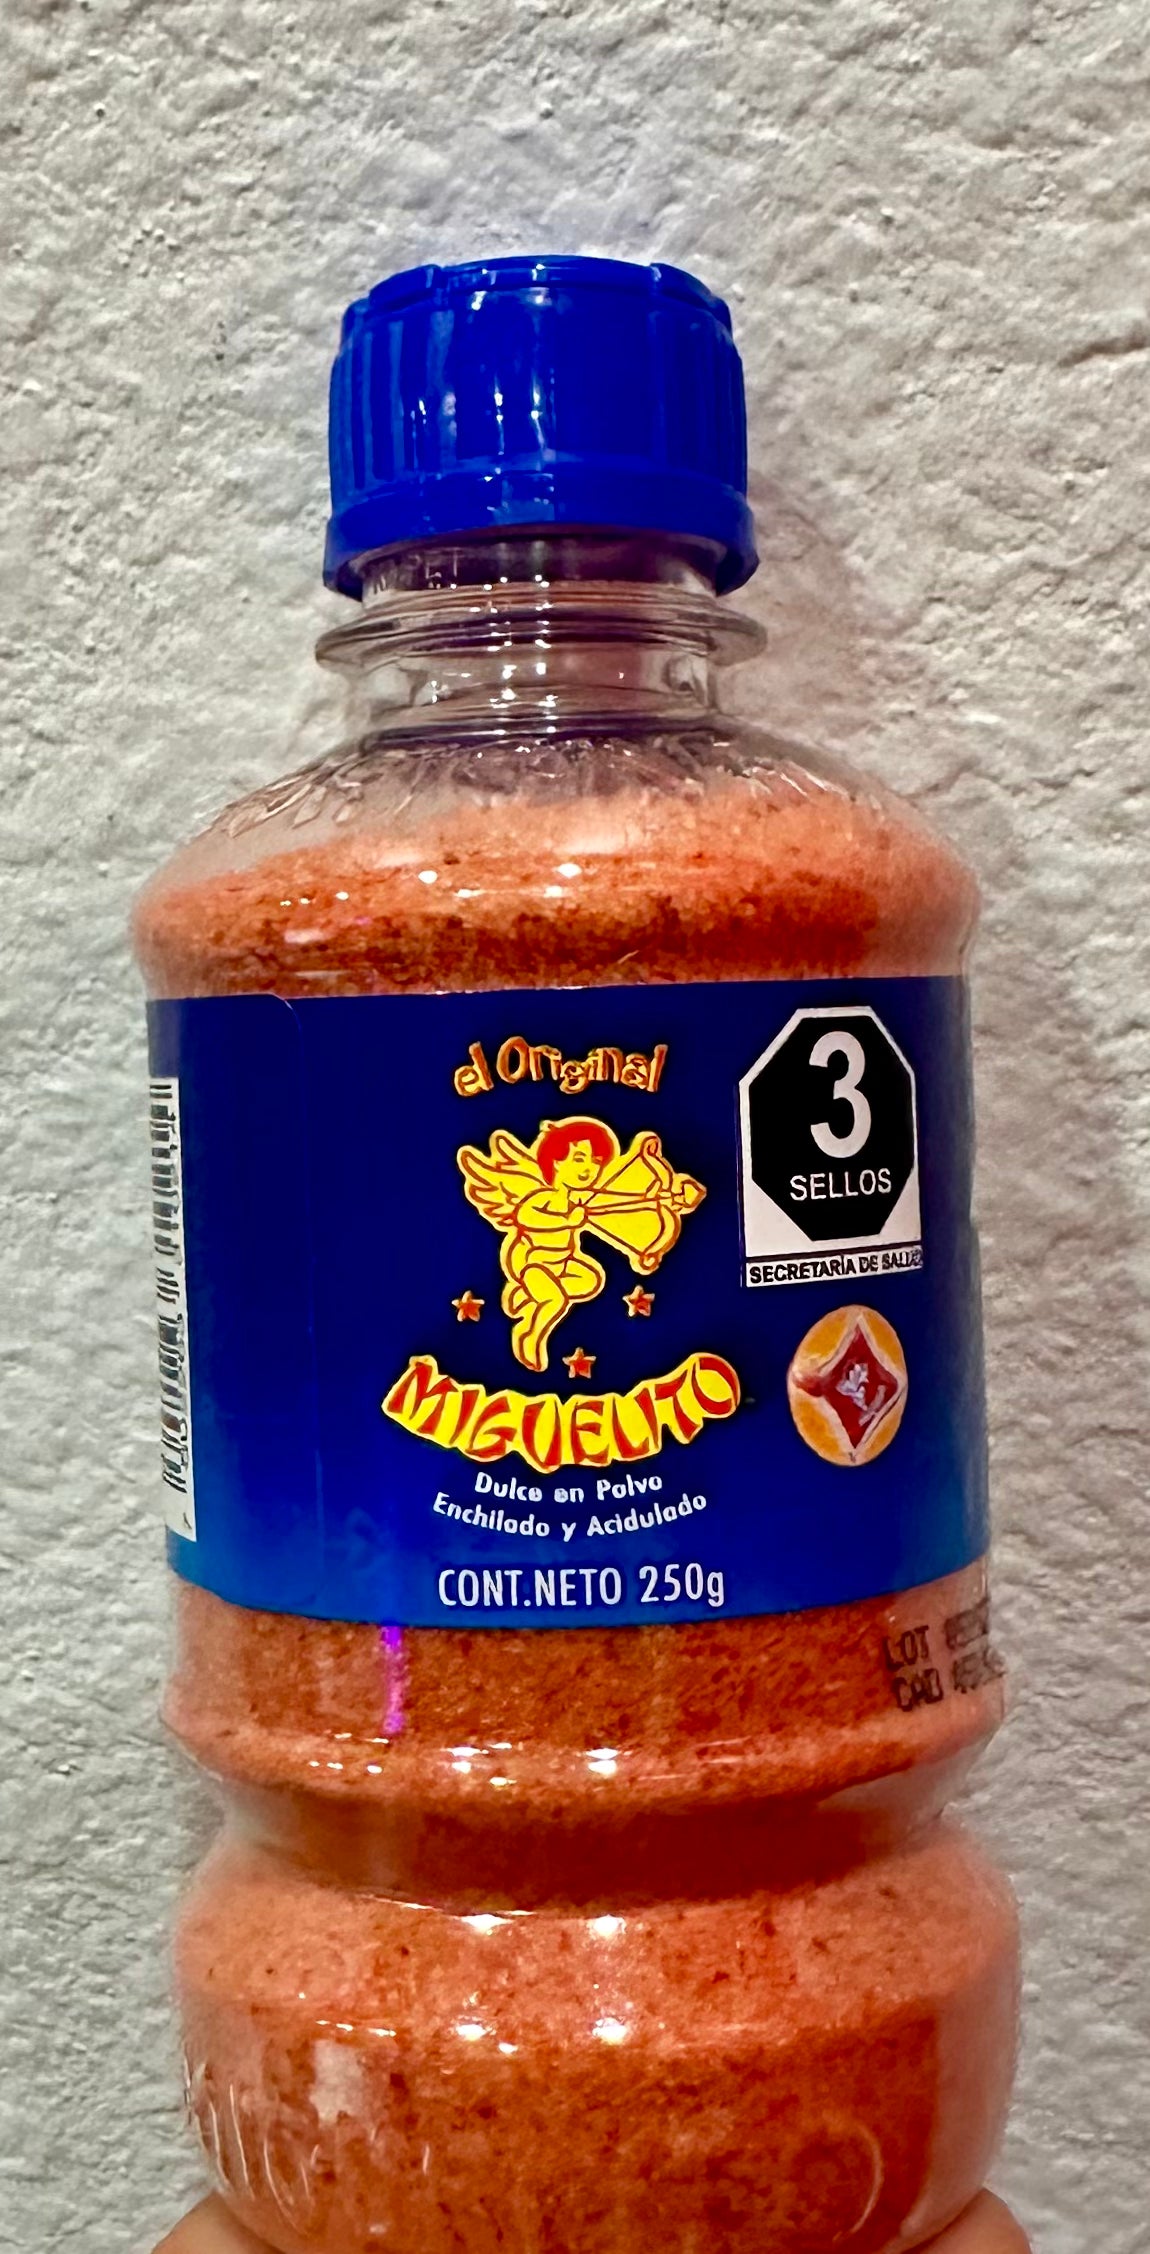 el Original
MIGUELITO
Dulce en Polvo
Enchilado y Acidulado
CONT.NETO 250g
3
SELLOS
SECRETARÍA DE SALUD
LOT
CAD